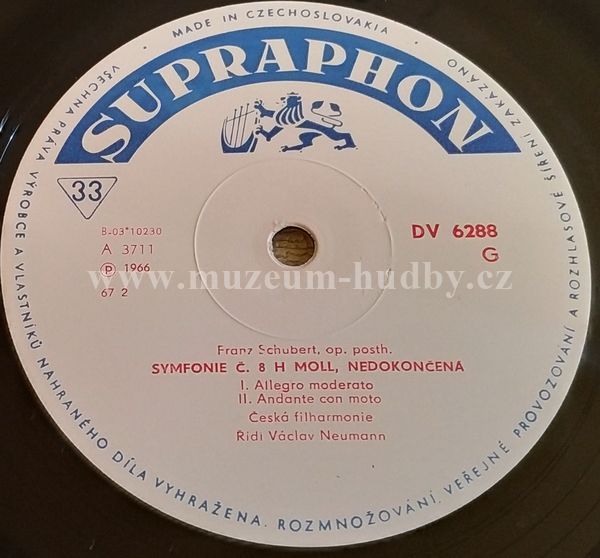 MADE IN CZECHOSLOVAKIA
SUPRAPHON
33
B-03*10230
A 3711
Ⓟ 1966
67 2
DV 6288
G
www.muzeum-hudby.cz
Franz Schubert, op. posth.
SYMFONIE Č. 8 H MOLL, NEDOKONČENÁ
I. Allegro moderato
II. Andante con moto
Česká filharmonie
Řídí Václav Neumann
VŠECHNA PRÁVA VÝROBCE A VLASTNÍKŮ NAHRANÉHO DÍLA VYHRAŽENA. ROZMNOŽOVÁNÍ, VEŘEJNÉ PROVOZOVÁNÍ A ROZHLASOVÉ ŠÍŘENÍ ZAKÁZÁNO